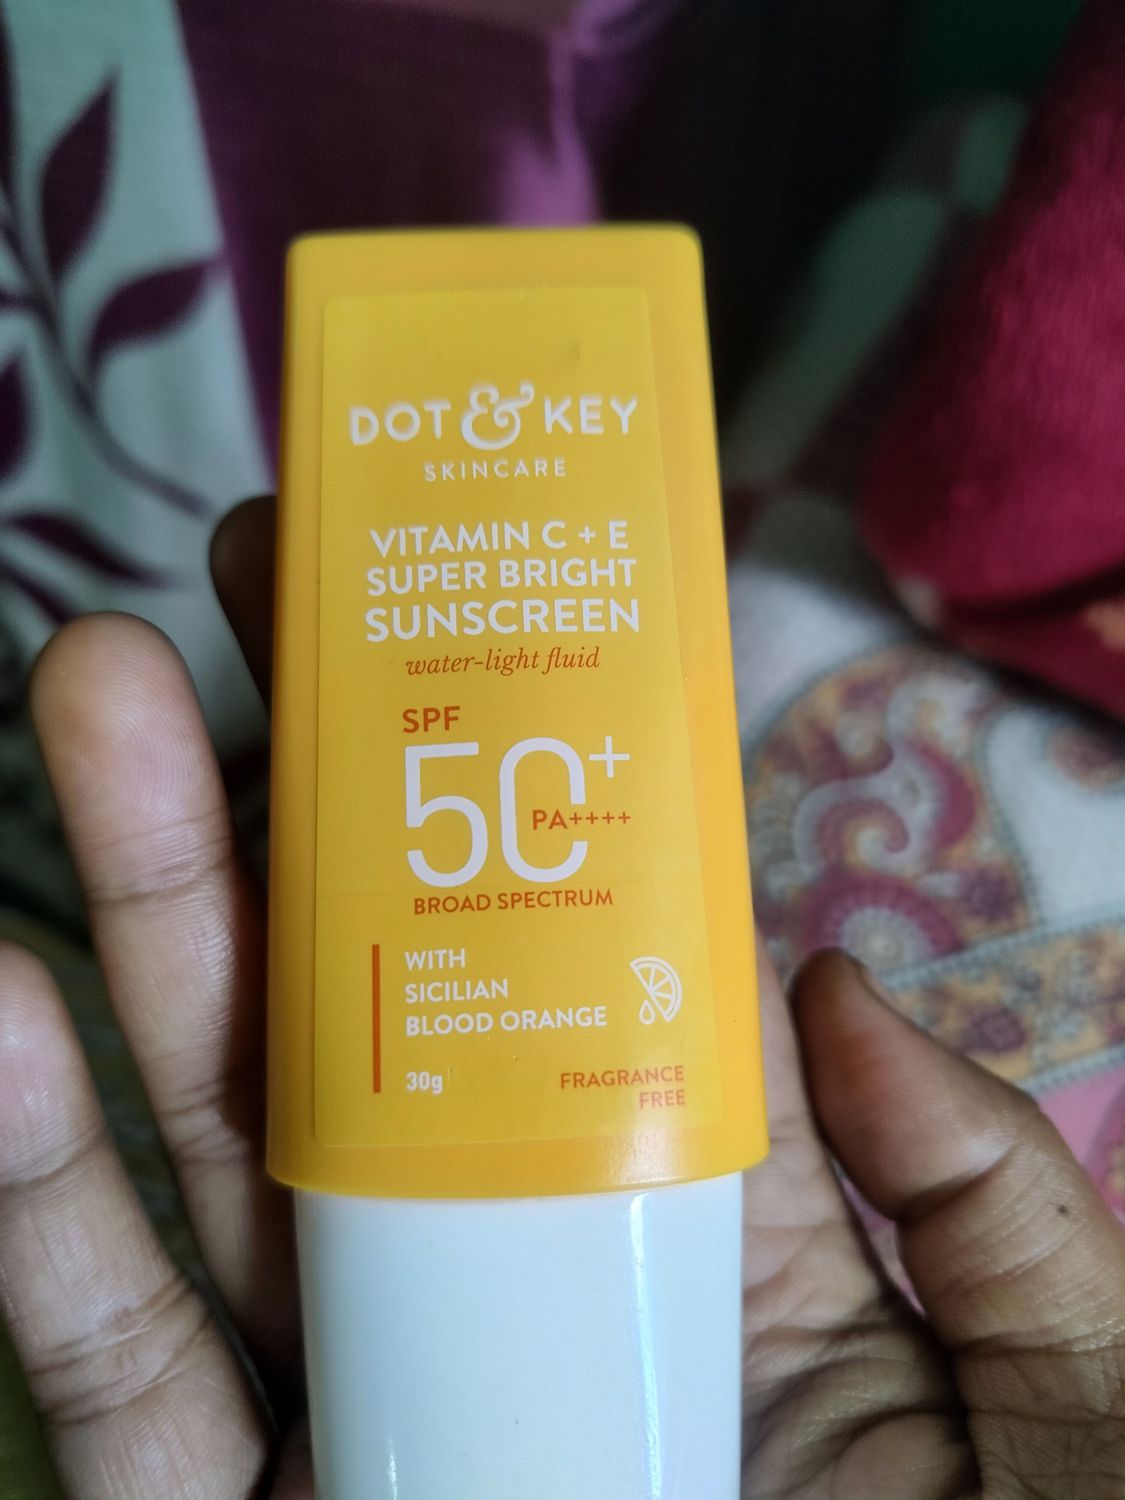 DOT & KEY
SKINCARE
VITAMIN C + E
SUPER BRIGHT
SUNSCREEN
water-light fluid
SPF
50+
PA++++
BROAD SPECTRUM
WITH
SICILIAN
BLOOD ORANGE
30g
FRAGRANCE
FREE